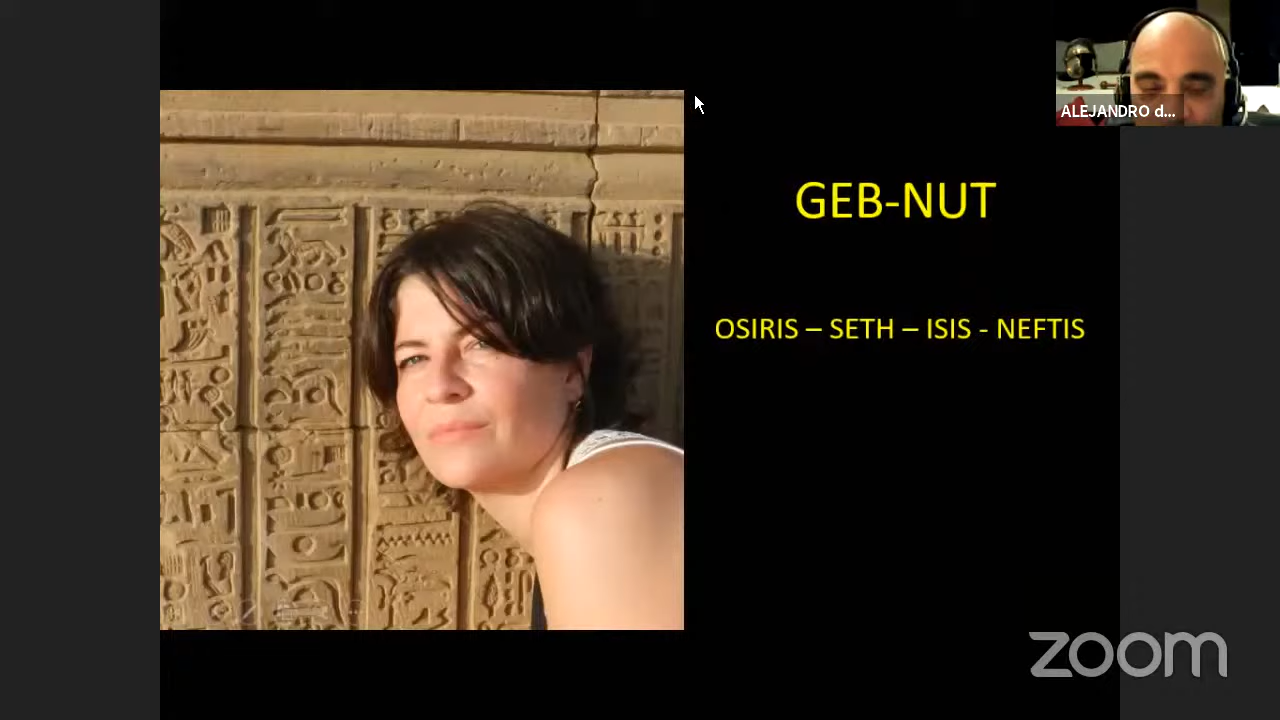 ALEJANDRO d...
GEB-NUT
OSIRIS – SETH – ISIS - NEFTIS
zoom